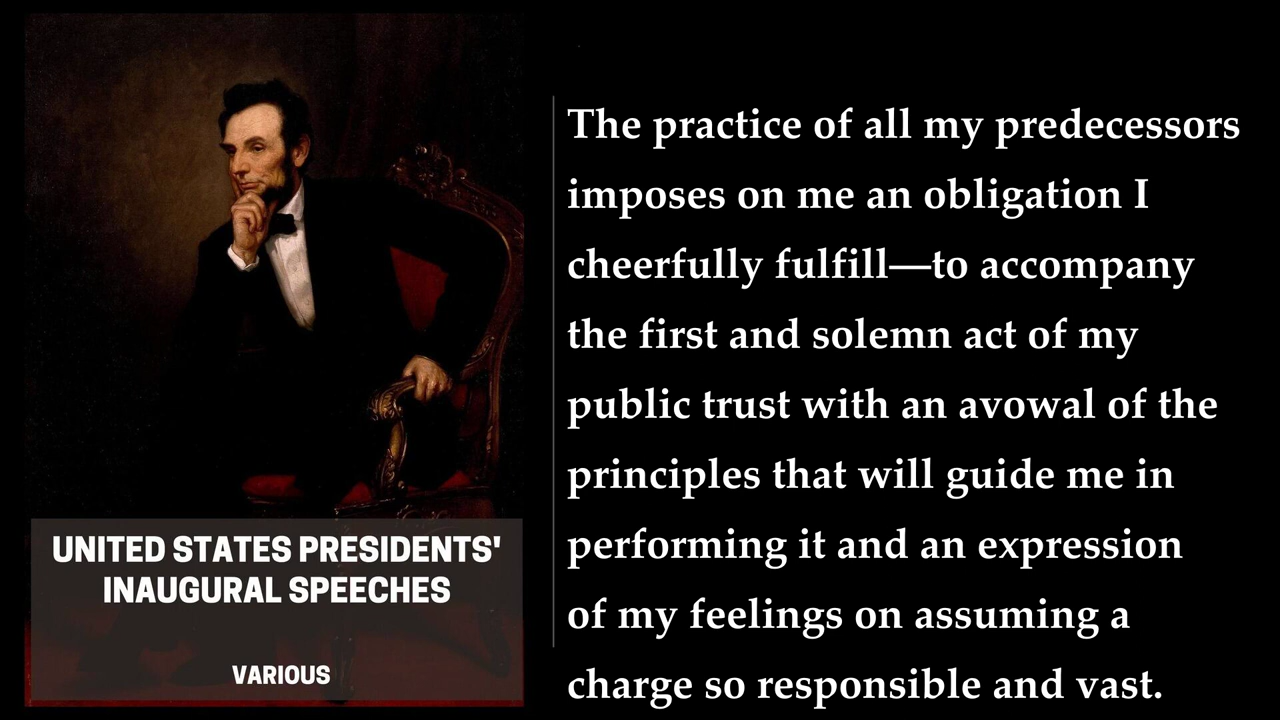 UNITED STATES PRESIDENTS'
INAUGURAL SPEECHES
VARIOUS
The practice of all my predecessors
imposes on me an obligation I
cheerfully fulfill—to accompany
the first and solemn act of my
public trust with an avowal of the
principles that will guide me in
performing it and an expression
of my feelings on assuming a
charge so responsible and vast.